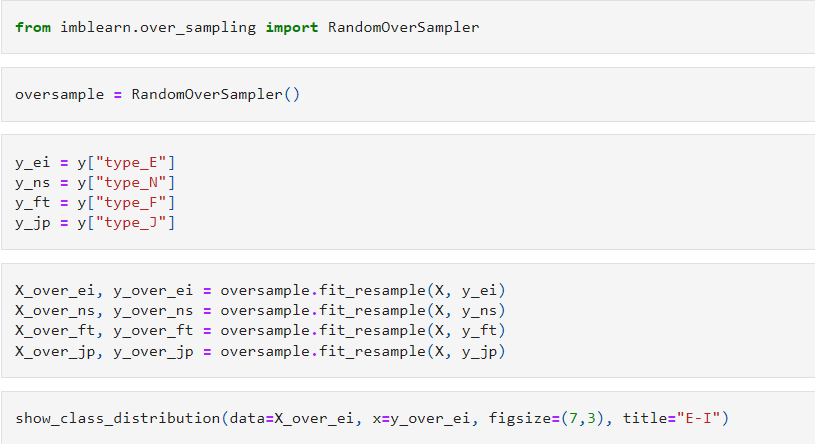 from imblearn.over_sampling import RandomOverSampler
oversample = RandomOverSampler()
y_ei = y["type_E"]
y_ns = y["type_N"]
y_ft = y["type_F"]
y_jp = y["type_J"]
X_over_ei, y_over_ei = oversample.fit_resample(X, y_ei)
X_over_ns, y_over_ns = oversample.fit_resample(X, y_ns)
X_over_ft, y_over_ft = oversample.fit_resample(X, y_ft)
X_over_jp, y_over_jp = oversample.fit_resample(X, y_jp)
show_class_distribution(data=X_over_ei, x=y_over_ei, figsize=(7,3), title="E-I")